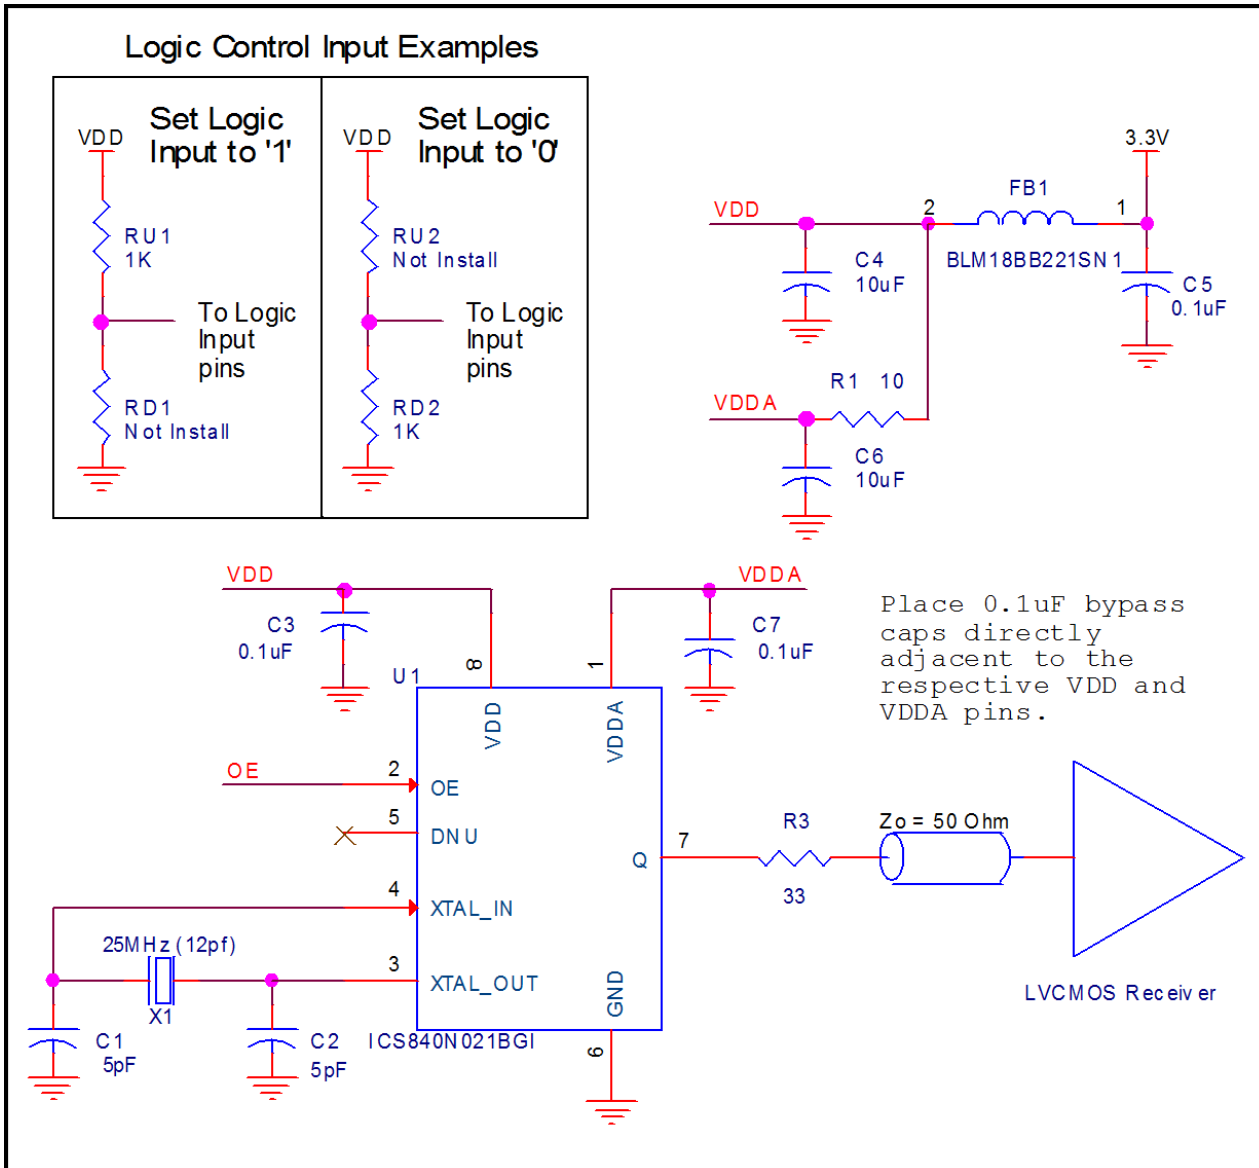 Logic Control Input Examples
Set Logic
Input to '1'
VDD
RU1
1K
To Logic
Input
pins
RD1
Not Install
Set Logic
Input to '0'
VDD
RU2
Not Install
To Logic
Input
pins
RD2
1K
3.3V
FB1
VDD
2
1
BLM18BB221SN1
C4
10uF
C5
0.1uF
R1 10
VDDA
C6
10uF
VDD
VDDA
C3
0.1uF
C7
0.1uF
Place 0.1uF bypass
caps directly
adjacent to the
respective VDD and
VDDA pins.
U1
8
1
VDD
VDDA
OE
2
OE
5
DNU
Q
7
R3
33
Zo = 50 Ohm
LVCMOS Receiver
4
XTAL_IN
25MHz (12pf)
X1
3
XTAL_OUT
GND
6
C1
5pF
C2
5pF
ICS840N021BGI